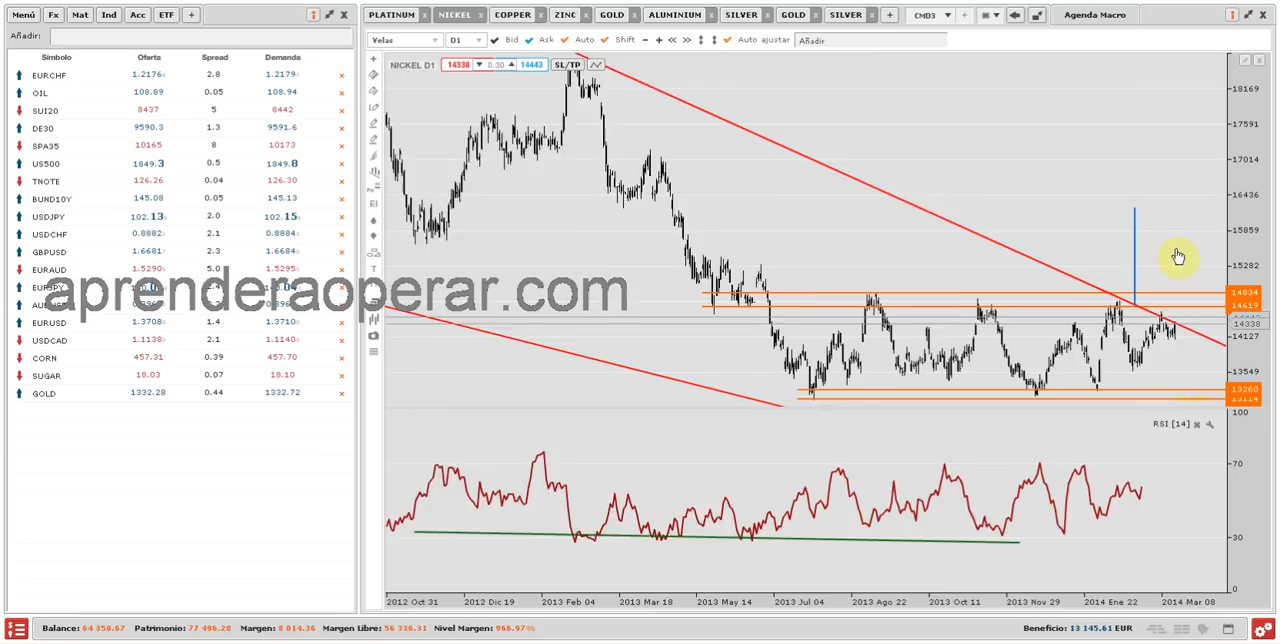 Menú Fx Mat Ind Acc ETF +
Añadir:
Símbolo Oferta Spread Demanda
EURCHF 1.2176 2.8 1.2179
OIL 108.89 0.05 108.94
SUI20 8437 5 8442
DE30 9590.3 1.3 9591.6
SPA35 10165 8 10173
US500 1849.3 0.5 1849.8
TNOTE 126.26 0.04 126.30
BUND10Y 145.08 0.05 145.13
USDJPY 102.13 2.0 102.15
USDCHF 0.8882 2.1 0.8884
GBPUSD 1.6681 2.3 1.6684
EURAUD 1.5290 5.0 1.5295
EURJPY
EURUSD 1.3708 1.4 1.3710
USDCAD 1.1138 2.1 1.1140
CORN 457.31 0.39 457.70
SUGAR 18.03 0.07 18.10
GOLD 1332.28 0.44 1332.72
aprenderaoperar.com
PLATINUM x NICKEL x COPPER x ZINC x GOLD x ALUMINIUM x SILVER x GOLD x SILVER x + CMD3 + Agenda Macro
Velas D1 Bid Ask Auto Shift - + << >> Auto ajustar Añadir
NICKEL D1 14338 0.30 14443 SL/TP
18169
17591
17014
16436
15859
15282
14834
14619
14338
14127
13549
13260
13114
100
RSI [14]
70
30
0
2012 Oct 31 2012 Dic 19 2013 Feb 04 2013 Mar 18 2013 May 14 2013 Jul 04 2013 Ago 22 2013 Oct 11 2013 Nov 29 2014 Ene 22 2014 Mar 08
Balance: 64 350.67 Patrimonio: 77 496.28 Margen: 8 014.36 Margen Libre: 56 336.31 Nivel Margen: 966.97% Beneficio: 13 145.61 EUR